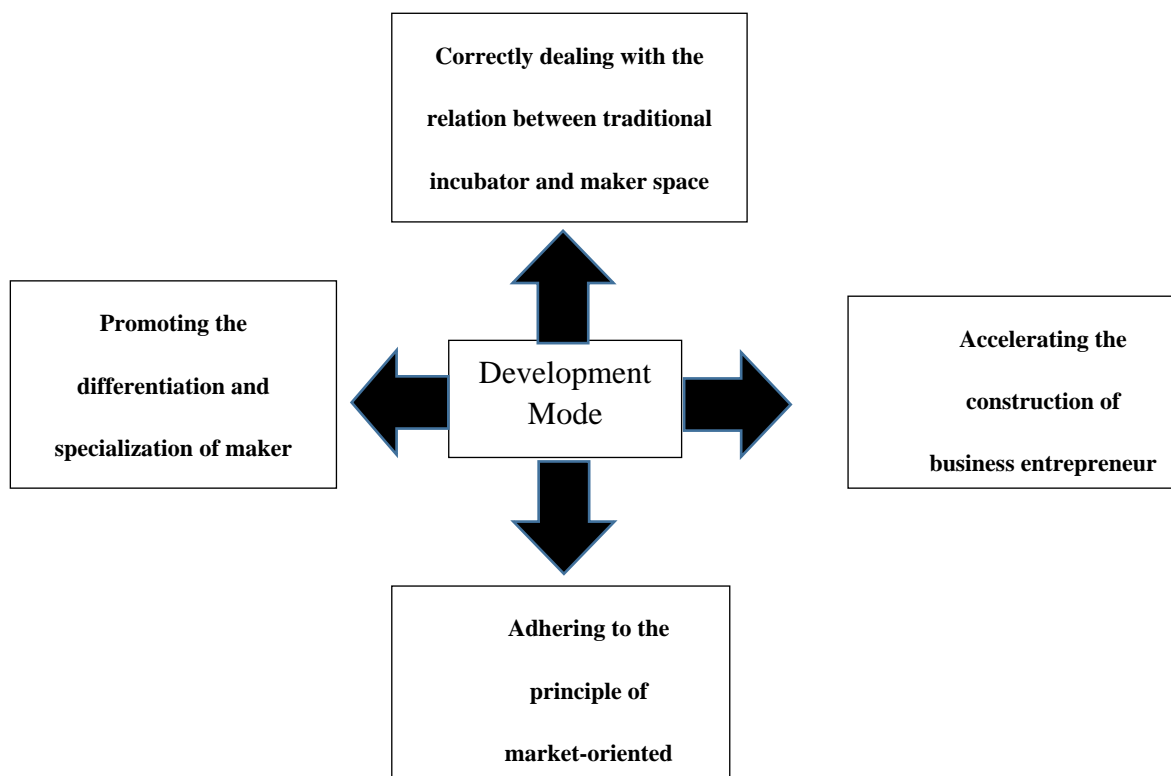 Correctly dealing with the
relation between traditional
incubator and maker space
Promoting the
differentiation and
specialization of maker
Development
Mode
Accelerating the
construction of
business entrepreneur
Adhering to the
principle of
market-oriented